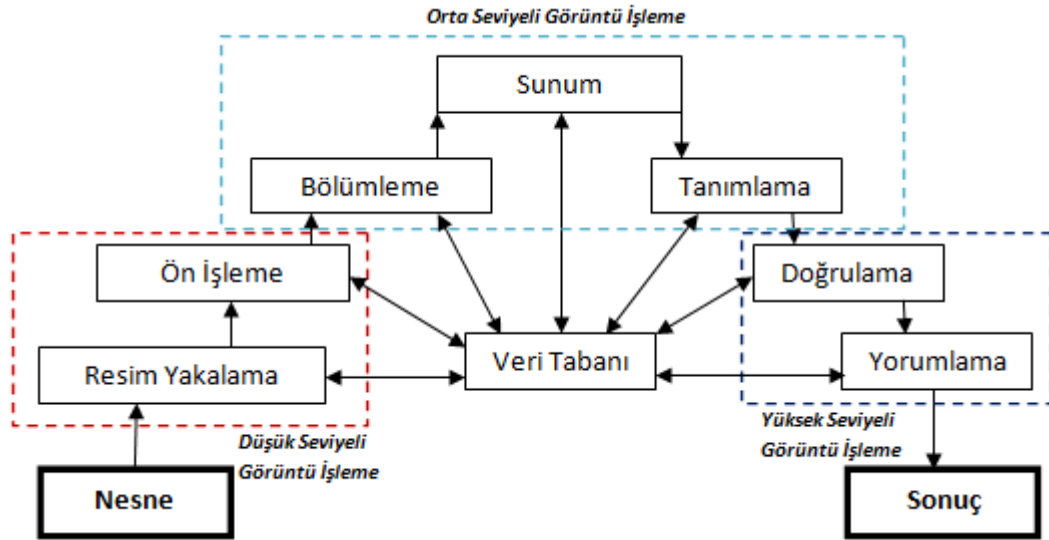 Orta Seviyeli Görüntü İşleme
Sunum
Bölümleme
Tanımlama
Ön İşleme
Doğrulama
Resim Yakalama
Veri Tabanı
Yorumlama
Düşük Seviyeli
Görüntü İşleme
Yüksek Seviyeli
Görüntü İşleme
Nesne
Sonuç